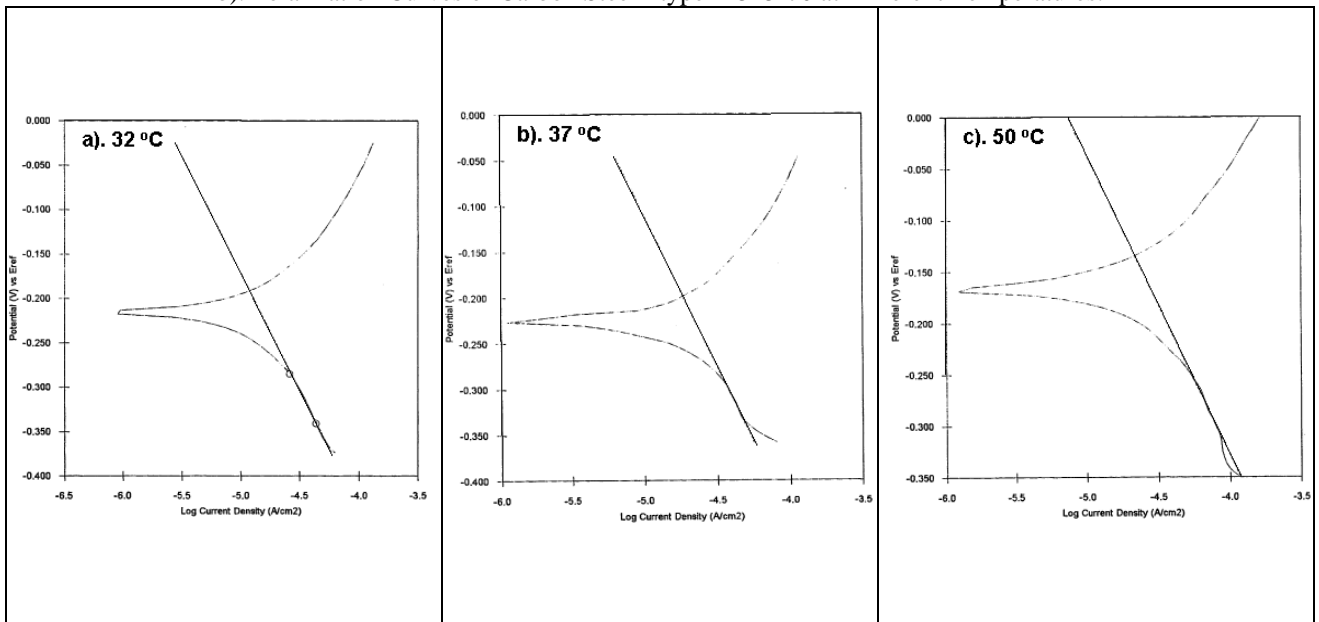 a). 32 ºC
0.000
-0.050
-0.100
-0.150
-0.200
-0.250
-0.300
-0.350
-0.400
Potential (V) vs Eref
-6.5 -6.0 -5.5 -5.0 -4.5 -4.0 -3.5
Log Current Density (A/cm2)
b). 37 ºC
0.000
-0.050
-0.100
-0.150
-0.200
-0.250
-0.300
-0.350
-0.400
Potential (V) vs Eref
-6.0 -5.5 -5.0 -4.5 -4.0 -3.5
Log Current Density (A/cm2)
c). 50 ºC
0.000
-0.050
-0.100
-0.150
-0.200
-0.250
-0.300
-0.350
Potential (V) vs Eref
-6.0 -5.5 -5.0 -4.5 -4.0 -3.5
Log Current Density (A/cm2)